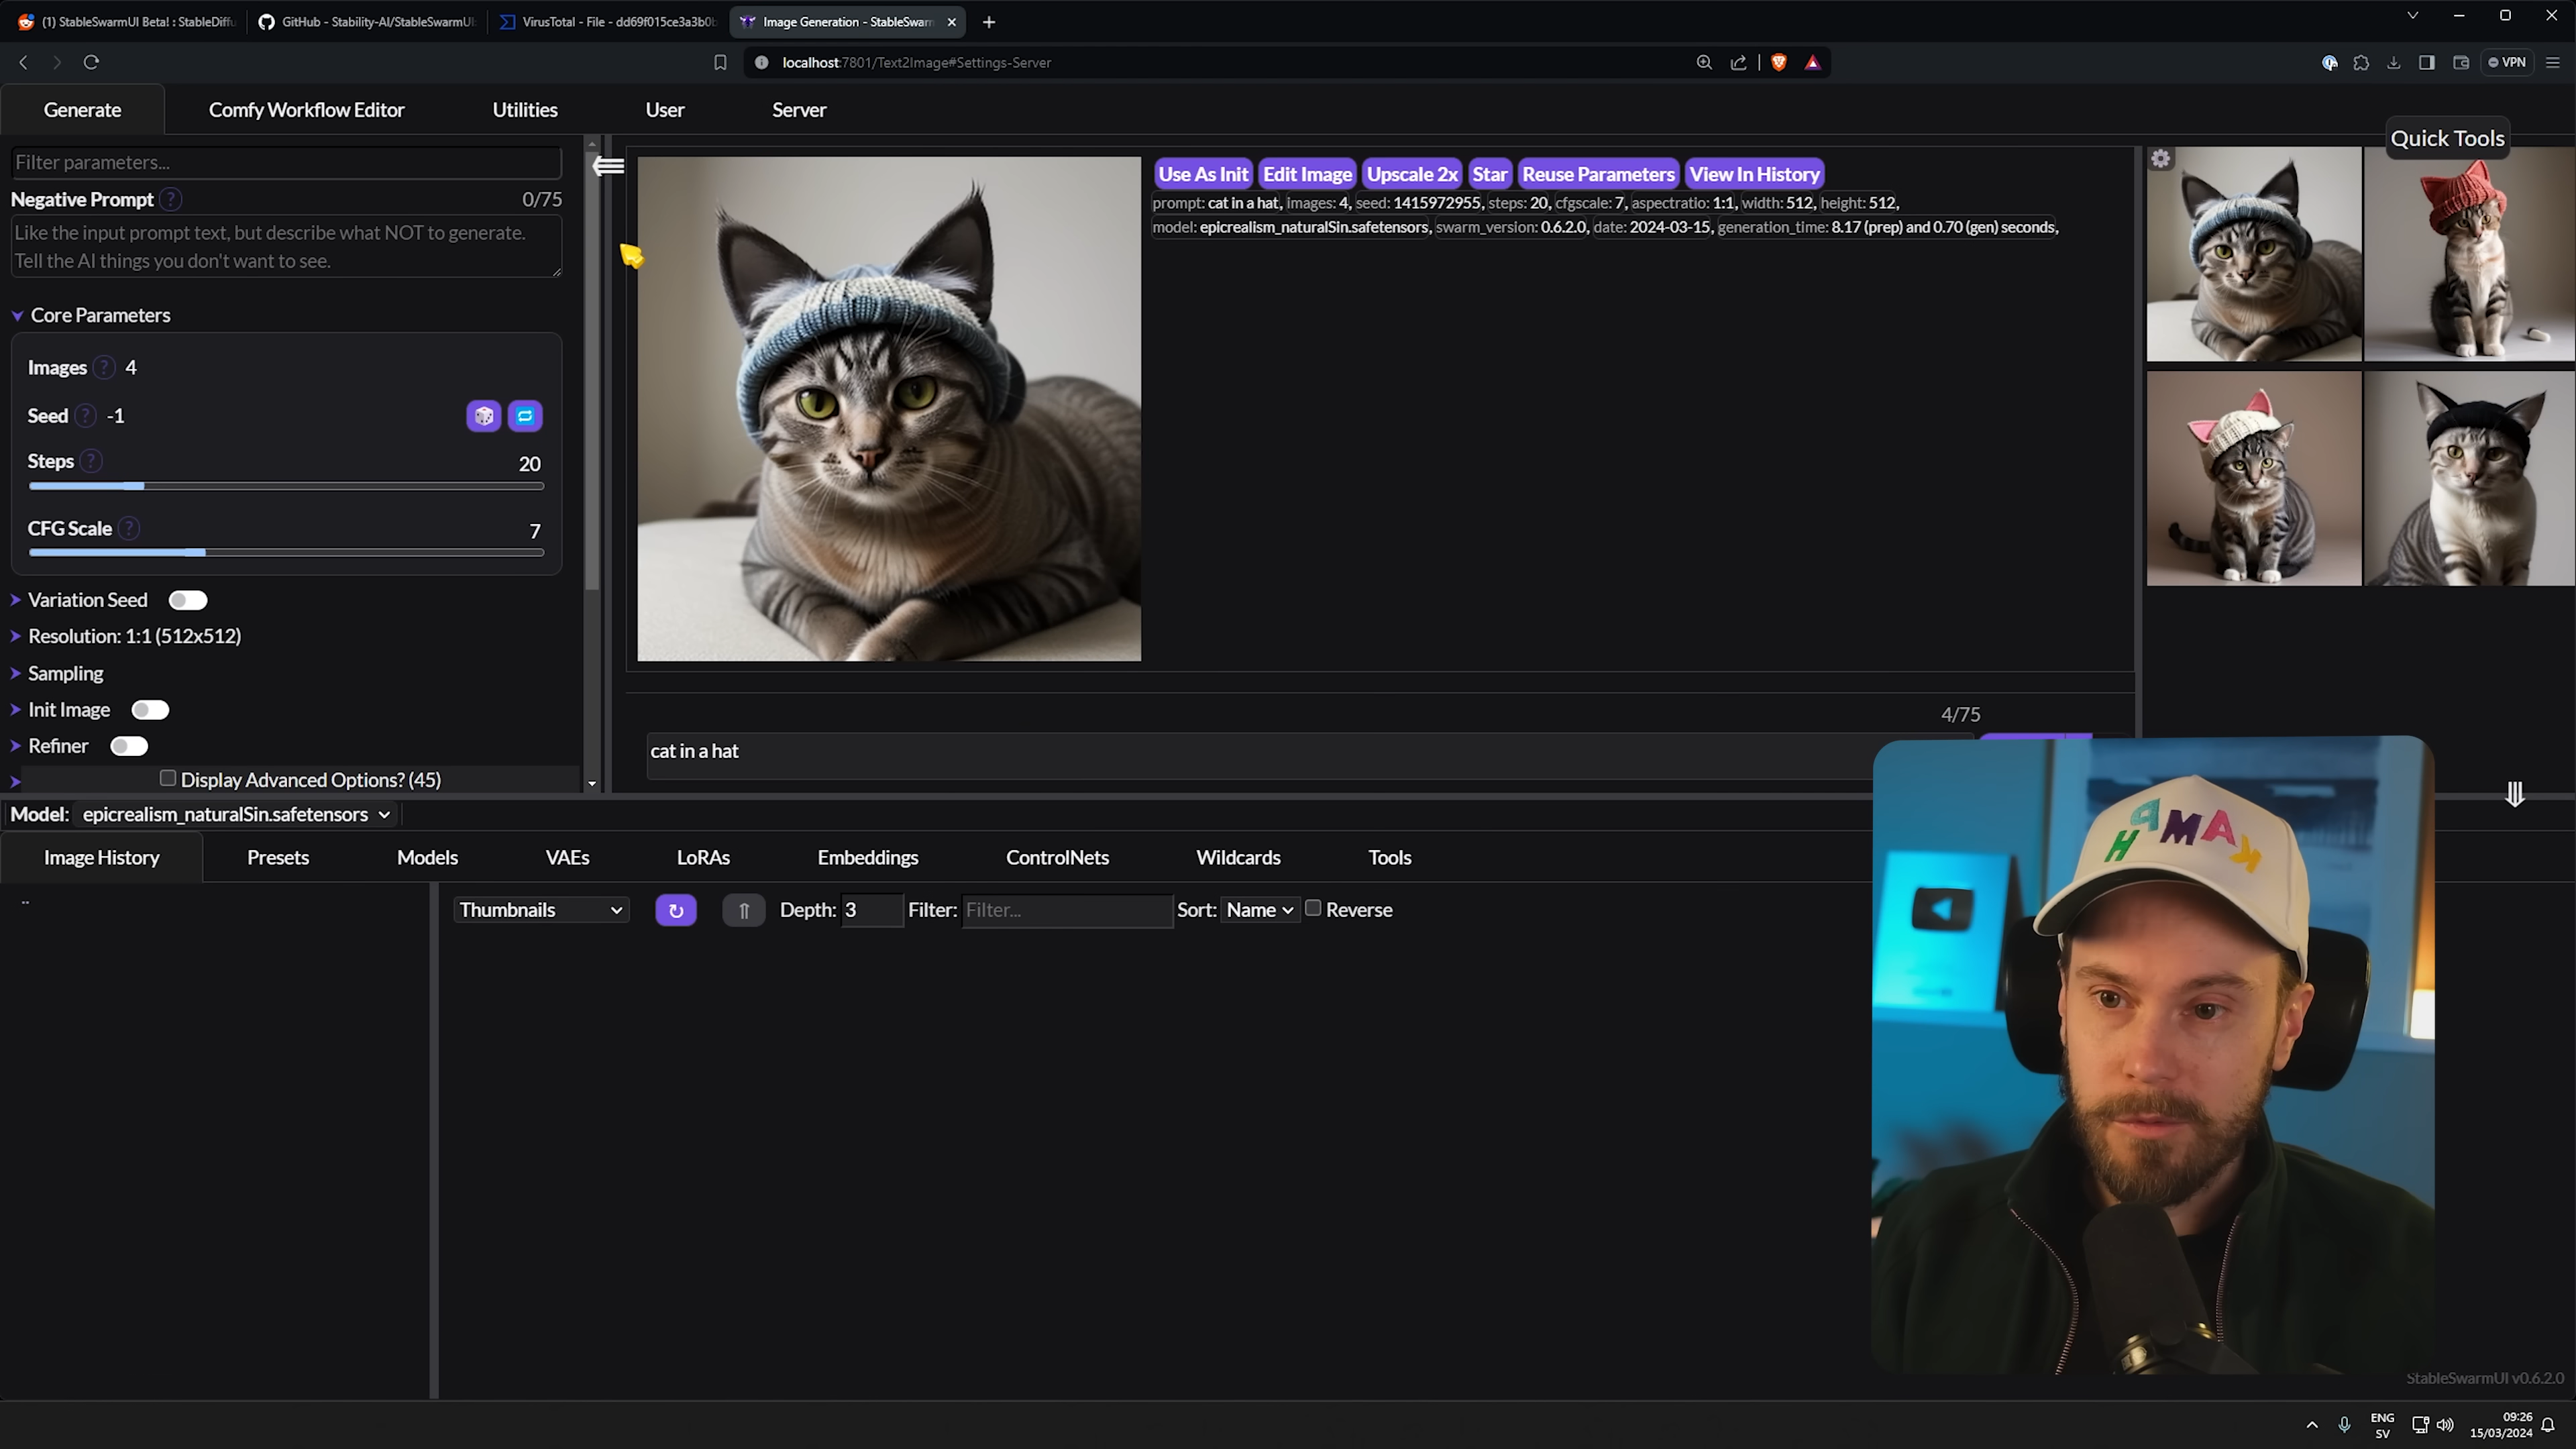 (1) StableSwarmUI Beta! : StableDiffu
GitHub - Stability-AI/StableSwarmUI:
VirusTotal - File - dd69f015ce3a3b0b
Image Generation - StableSwarm
localhost:7801/Text2Image#Settings-Server
VPN
Generate
Comfy Workflow Editor
Utilities
User
Server
Quick Tools
Filter parameters...
Negative Prompt ?
0/75
Like the input prompt text, but describe what NOT to generate.
Tell the AI things you don't want to see.
Core Parameters
Images ? 4
Seed ? -1
Steps ?
20
CFG Scale ?
7
Variation Seed
Resolution: 1:1 (512x512)
Sampling
Init Image
Refiner
Display Advanced Options? (45)
Use As Init
Edit Image
Upscale 2x
Star
Reuse Parameters
View In History
prompt: cat in a hat, images: 4, seed: 1415972955, steps: 20, cfgscale: 7, aspectratio: 1:1, width: 512, height: 512,
model: epicrealism_naturalSin.safetensors, swarm_version: 0.6.2.0, date: 2024-03-15, generation_time: 8.17 (prep) and 0.70 (gen) seconds,
4/75
cat in a hat
Model: epicrealism_naturalSin.safetensors
Image History
Presets
Models
VAEs
LoRAs
Embeddings
ControlNets
Wildcards
Tools
..
Thumbnails
Depth: 3
Filter: Filter...
Sort: Name
Reverse
HPMAK
StableSwarmUI v0.6.2.0
ENG
SV
09:26
15/03/2024